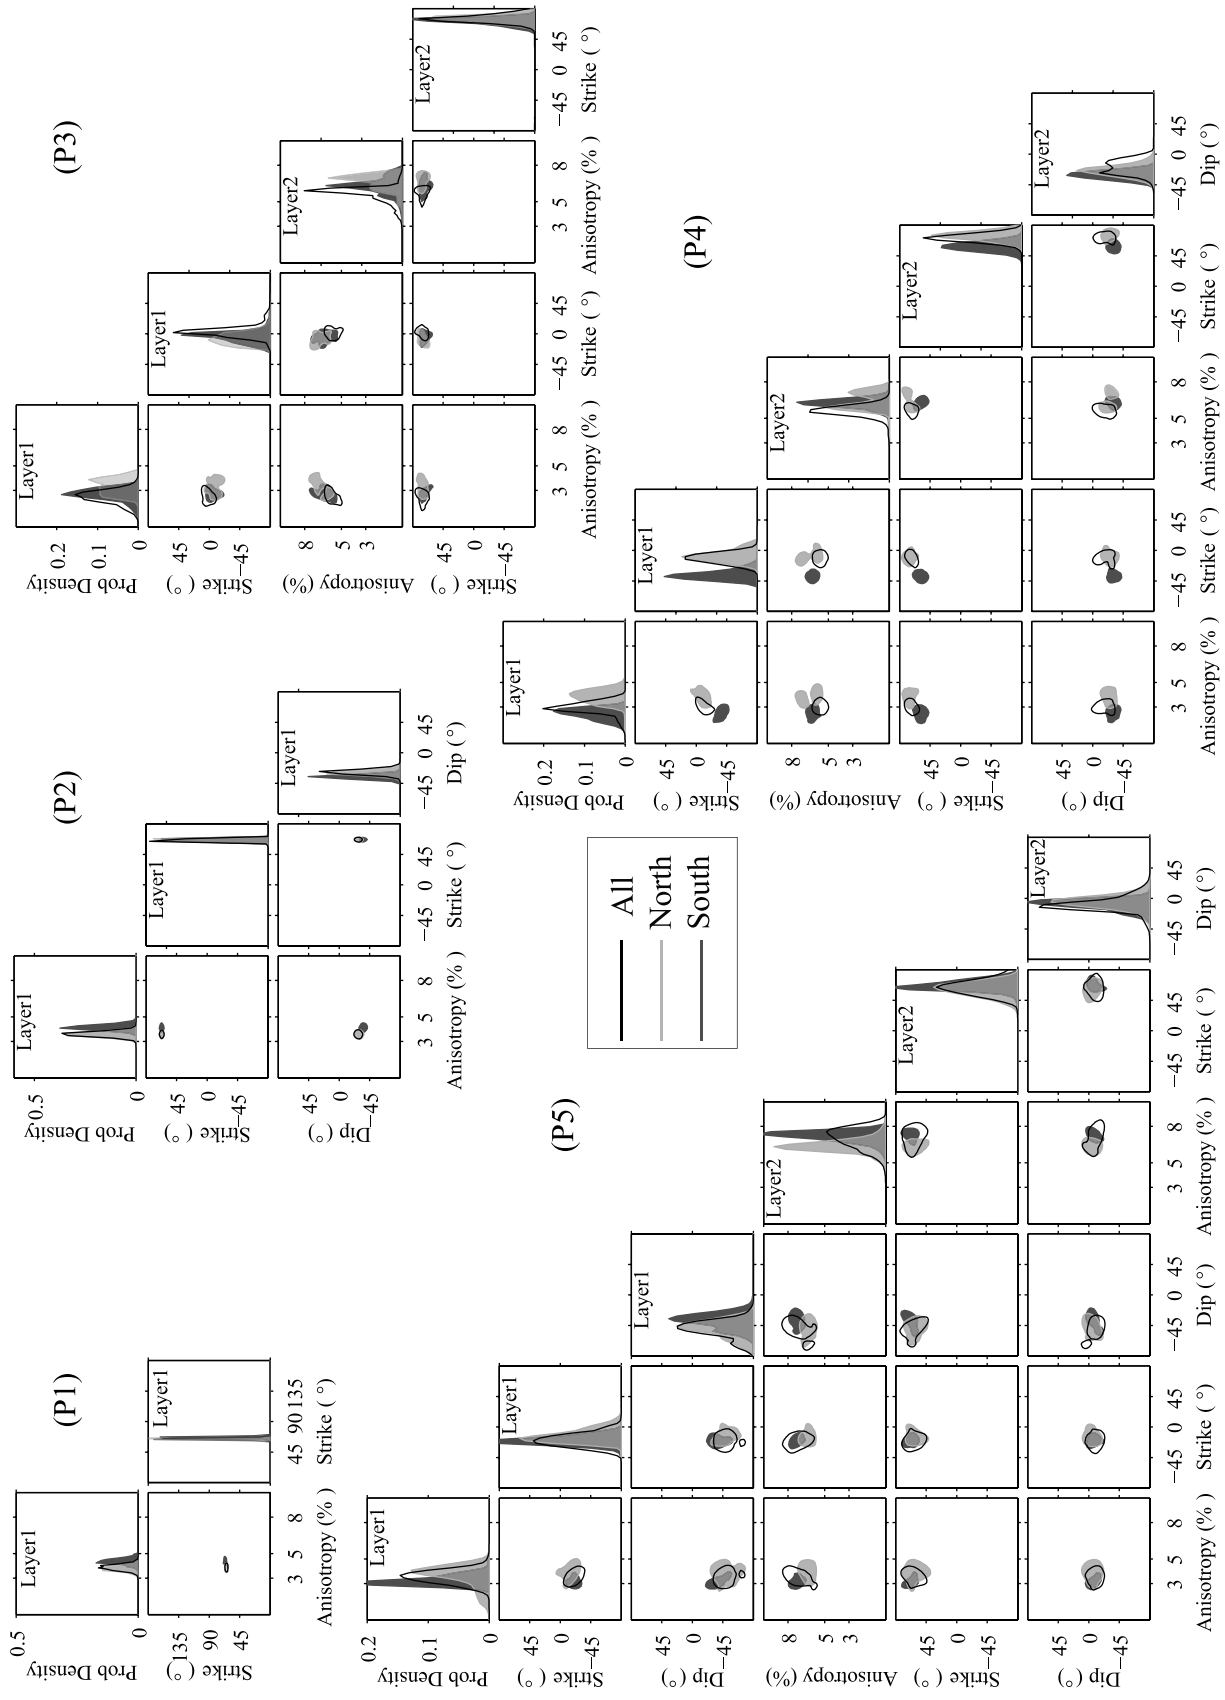 (P1)
0.5
0
Prob Density
Layer1
135
90
45
Strike ( °)
3 5 8
Anisotropy (% )
Layer1
45 90 135
Strike ( °)
(P2)
0.5
0
Prob Density
Layer1
45
0
−45
Strike ( °)
Layer1
45
0
−45
Dip (°)
3 5 8
Anisotropy (% )
−45 0 45
Strike ( °)
Layer1
−45 0 45
Dip (°)
(P3)
0.2
0.1
0
Prob Density
Layer1
45
0
−45
Strike ( °)
Layer1
8
5
3
Anisotropy (%)
Layer2
45
0
−45
Strike ( °)
Layer2
3 5 8
Anisotropy (% )
−45 0 45
Strike ( °)
3 5 8
Anisotropy (% )
−45 0 45
Strike ( °)
(P4)
0.2
0.1
0
Prob Density
Layer1
45
0
−45
Strike ( °)
Layer1
8
5
3
Anisotropy (%)
Layer2
45
0
−45
Strike ( °)
Layer2
45
0
−45
Dip (°)
Layer2
3 5 8
Anisotropy (% )
−45 0 45
Strike ( °)
3 5 8
Anisotropy (% )
−45 0 45
Strike ( °)
−45 0 45
Dip (°)
(P5)
0.2
0.1
0
Prob Density
Layer1
45
0
−45
Strike ( °)
Layer1
45
0
−45
Dip (°)
Layer1
8
5
3
Anisotropy (%)
Layer2
45
0
−45
Strike ( °)
Layer2
45
0
−45
Dip (°)
Layer2
3 5 8
Anisotropy (% )
−45 0 45
Strike ( °)
−45 0 45
Dip (°)
3 5 8
Anisotropy (% )
−45 0 45
Strike ( °)
−45 0 45
Dip (°)
All
North
South